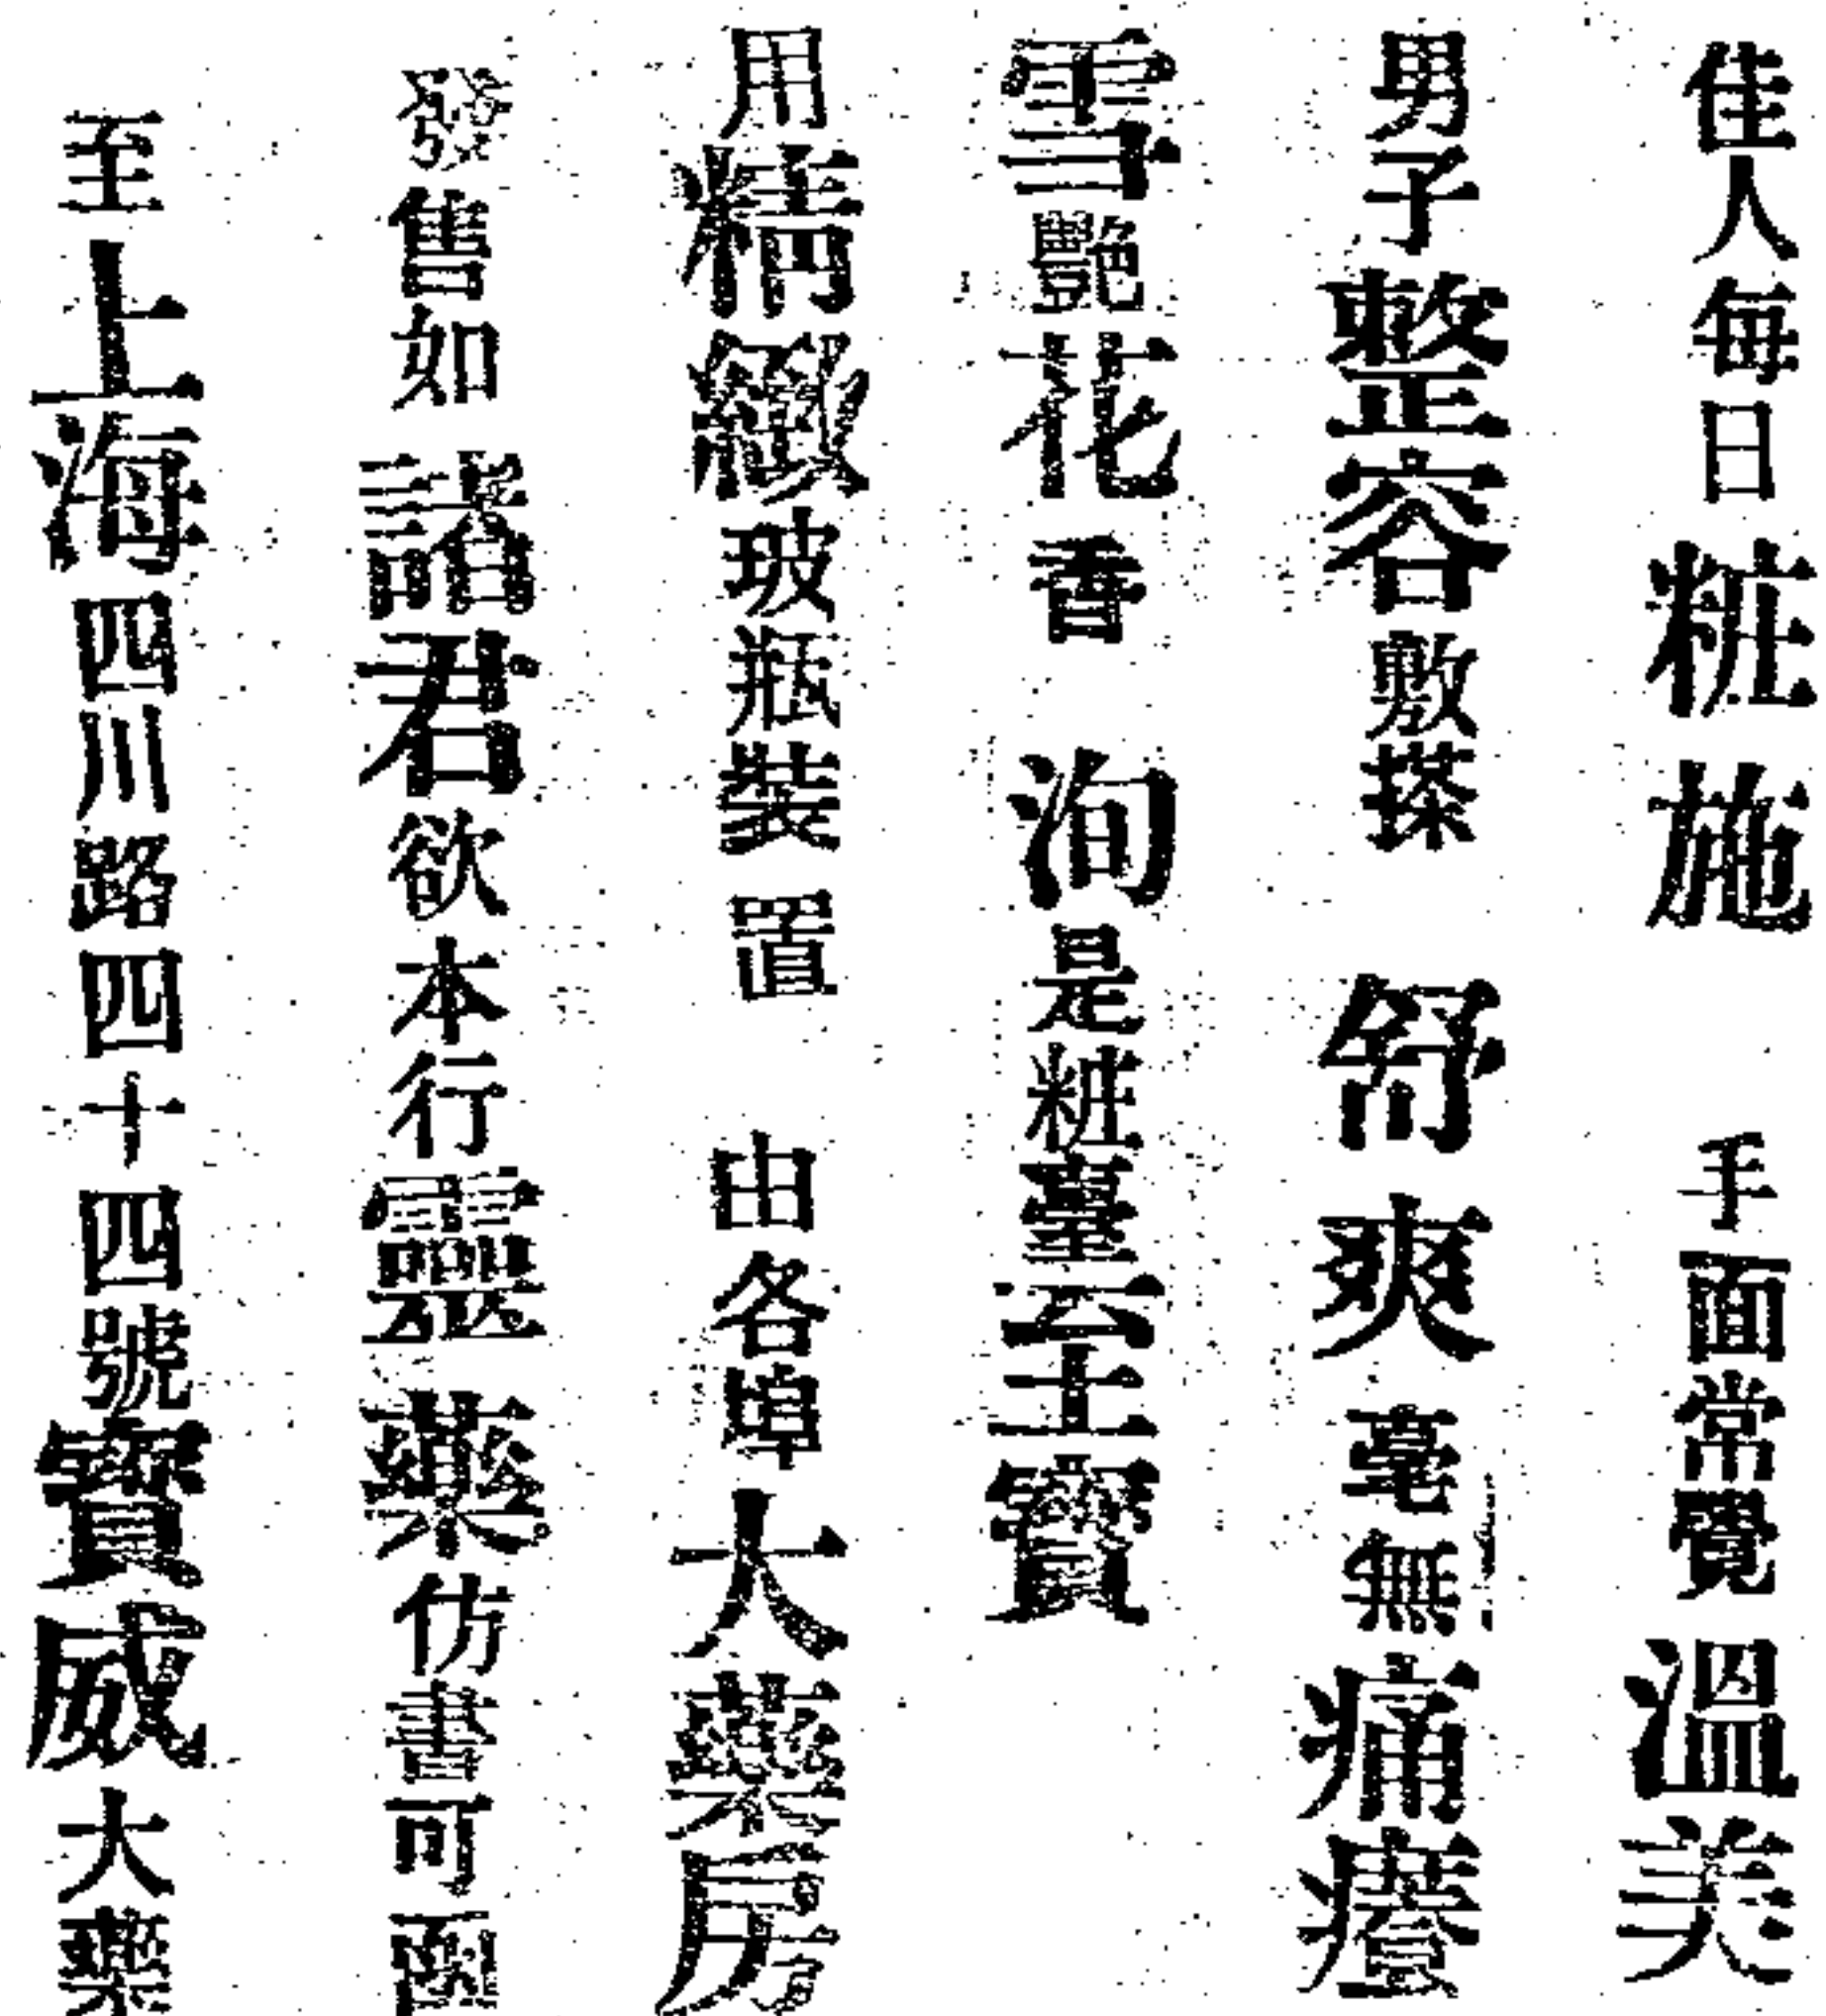 佳人每日粧施 手面常覺溫美
男子整容敷搽 舒爽毫無痛癢
雪艷花香 洵是粧臺至寶
用精緻玻瓶裝置 由各埠大藥房
發售如諸君欲本行靈藥仿書可函
至上海四川路四十四號寶威大藥